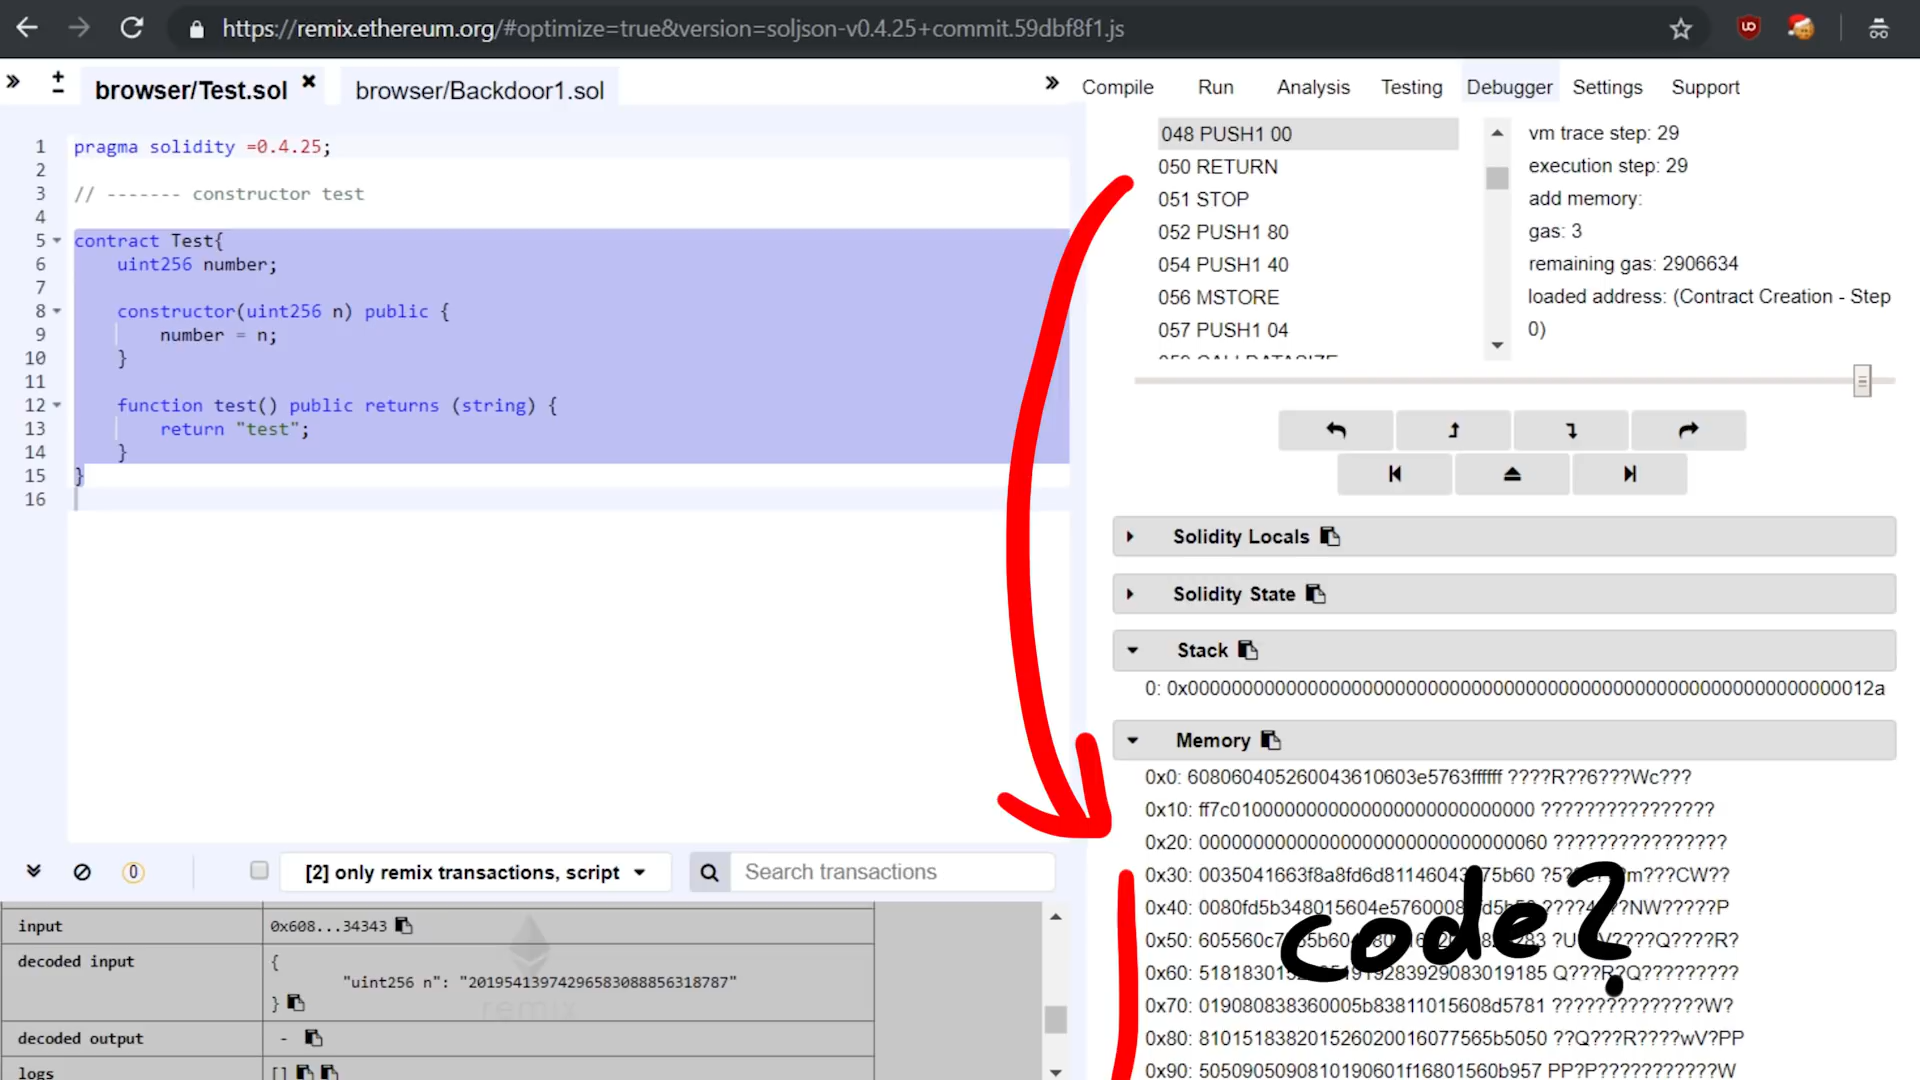 https://remix.ethereum.org/#optimize=true&version=soljson-v0.4.25+commit.59dbf8f1.js
browser/Test.sol
browser/Backdoor1.sol
Compile Run Analysis Testing Debugger Settings Support
1 pragma solidity =0.4.25;
2
3 // ------- constructor test
4
5 contract Test{
6 uint256 number;
7
8 constructor(uint256 n) public {
9 number = n;
10 }
11
12 function test() public returns (string) {
13 return "test";
14 }
15 }
16
048 PUSH1 00
050 RETURN
051 STOP
052 PUSH1 80
054 PUSH1 40
056 MSTORE
057 PUSH1 04
vm trace step: 29
execution step: 29
add memory:
gas: 3
remaining gas: 2906634
loaded address: (Contract Creation - Step
0)
Solidity Locals
Solidity State
Stack
0: 0x000000000000000000000000000000000000000000000000000000000000012a
Memory
0x0: 608060405260043610603e5763ffffff ????R??6???Wc???
0x10: ff7c0100000000000000000000000000 ????????????????
0x20: 00000000000000000000000000000060 ????????????????
0x30:
0x40:
0x50:
0x60:
0x70: 019080838360005b83811015608d5781 ??????????????W?
0x80: 8101518382015260200160775 65b5050 ??Q???R????wV?PP
0x90: 5050905090810190601f16801560b957 PP?P???????????W
code?
0
[2] only remix transactions, script
Search transactions
input 0x608...34343
decoded input {
"uint256 n": "20195413974296583088856318787"
}
decoded output -
logs []
remix